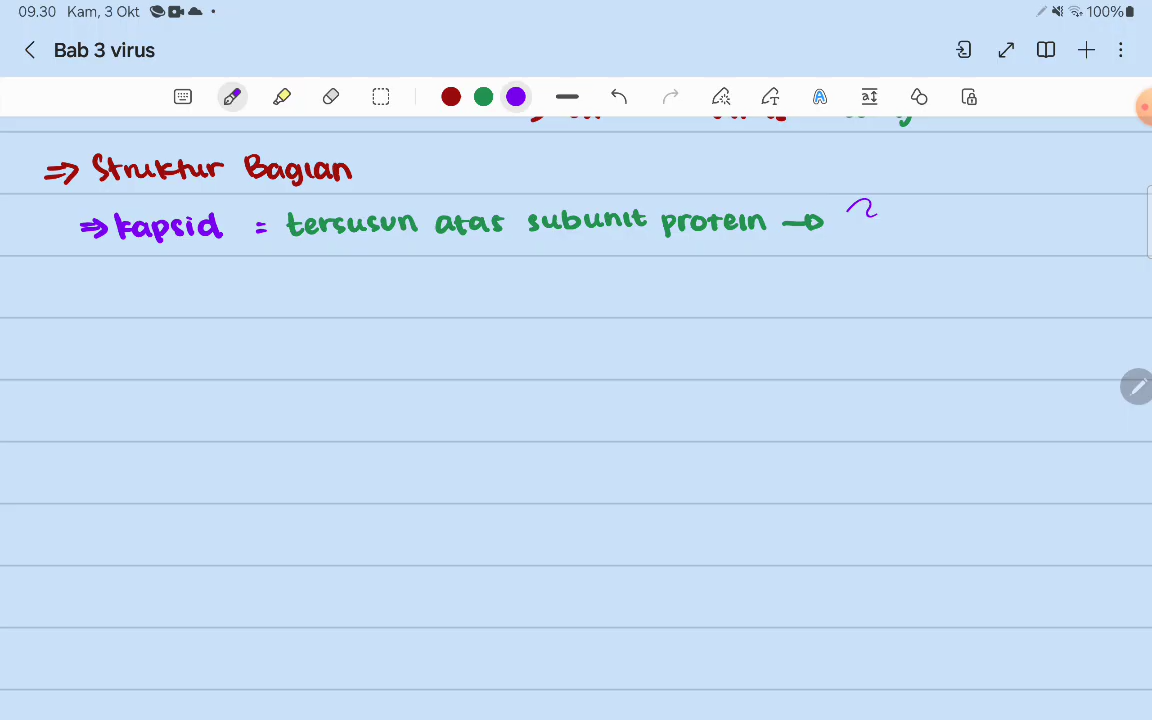 09.30 Kam, 3 Okt 100%
Bab 3 virus
⇒ Struktur Bagian
⇒ kapsid = tersusun atas subunit protein →